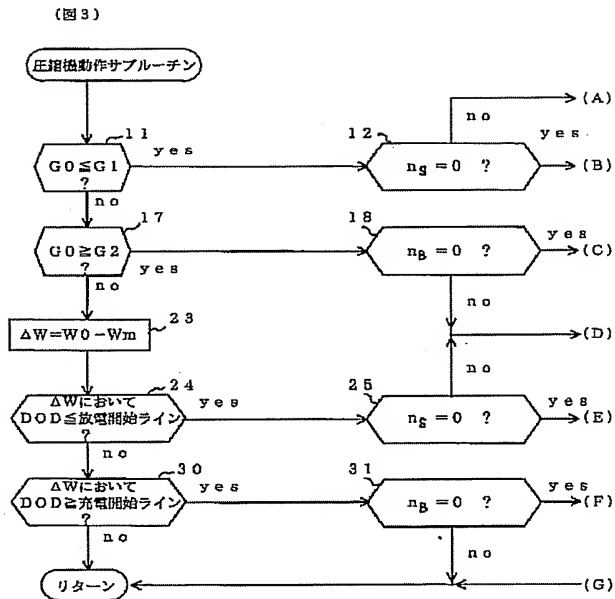 (図3)
圧縮機動作サブルーチン
(A)
no
11
12
yes
yes
G0≦G1
?
nS=0 ?
(B)
no
17
18
yes
G0≧G2
?
nB=0 ?
(C)
yes
no
no
ΔW=W0-Wm
23
(D)
no
24
25
ΔWにおいて
DOD≦放電開始ライン
?
yes
nS=0 ?
yes
(E)
no
30
31
ΔWにおいて
DOD≧充電開始ライン
?
yes
nB=0 ?
yes
(F)
no
no
リターン
(G)